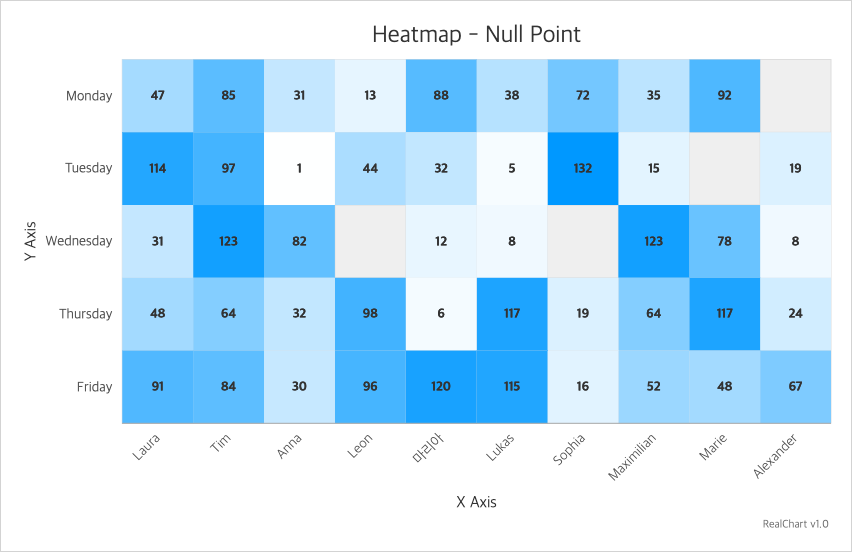 Heatmap - Null Point
Y Axis
Monday 47 85 31 13 88 38 72 35 92
Tuesday 114 97 1 44 32 5 132 15 19
Wednesday 31 123 82 12 8 123 78 8
Thursday 48 64 32 98 6 117 19 64 117 24
Friday 91 84 30 96 120 115 16 52 48 67
Laura Tim Anna Leon 마리아 Lukas Sophia Maximilian Marie Alexander
X Axis
RealChart v1.0